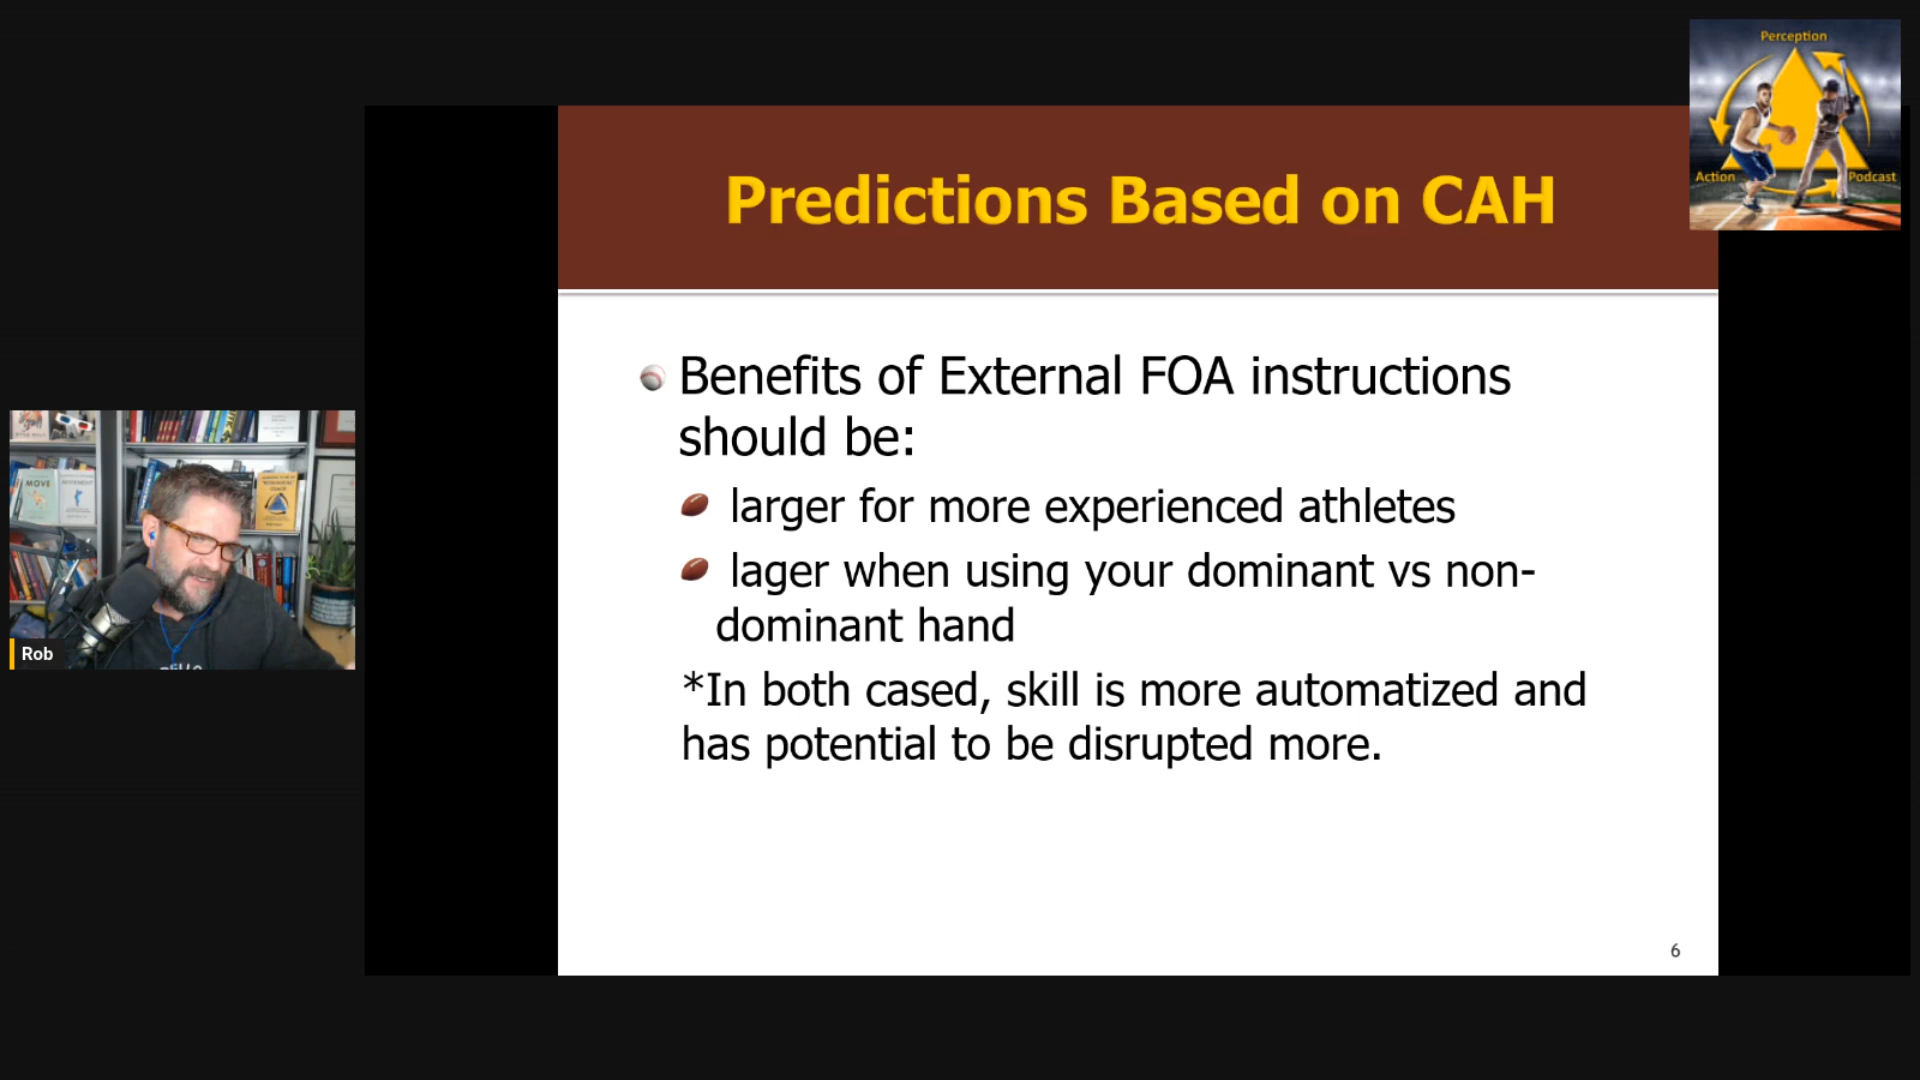 Perception
Action
Podcast
Predictions Based on CAH
Benefits of External FOA instructions
should be:
larger for more experienced athletes
lager when using your dominant vs non-
dominant hand
*In both cased, skill is more automatized and
has potential to be disrupted more.
6
MOVE
Rob